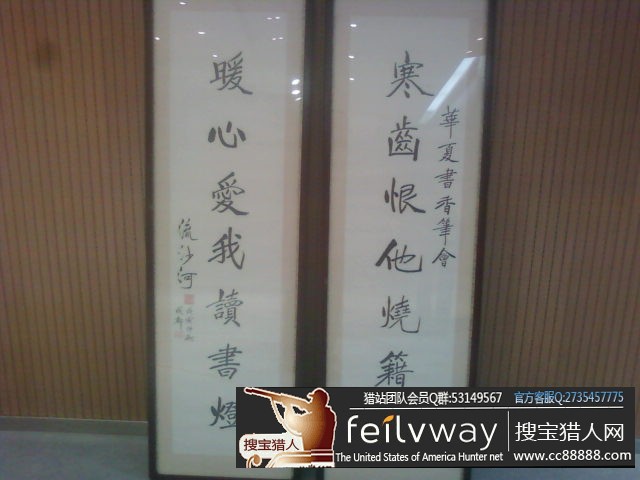 寒齒恨他燒籍
華夏書香筆會
暖心愛我讀書燈
流沙河
猎站团队会员Q群:53149567 官方客服Q:2735457775
搜宝猎人
feilvway
The United States of America Hunter net
搜宝猎人网
www.cc88888.com